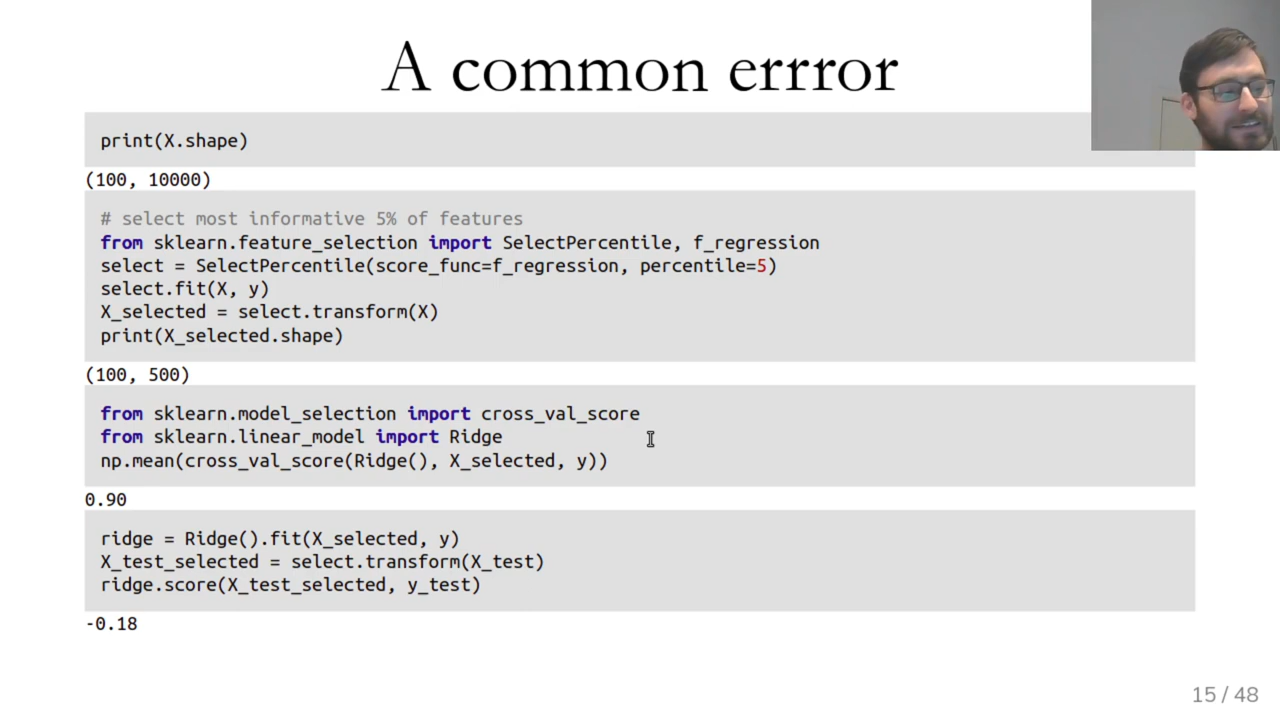 A common errror
print(X.shape)
(100, 10000)
# select most informative 5% of features
from sklearn.feature_selection import SelectPercentile, f_regression
select = SelectPercentile(score_func=f_regression, percentile=5)
select.fit(X, y)
X_selected = select.transform(X)
print(X_selected.shape)
(100, 500)
from sklearn.model_selection import cross_val_score
from sklearn.linear_model import Ridge
np.mean(cross_val_score(Ridge(), X_selected, y))
0.90
ridge = Ridge().fit(X_selected, y)
X_test_selected = select.transform(X_test)
ridge.score(X_test_selected, y_test)
-0.18
15 / 48